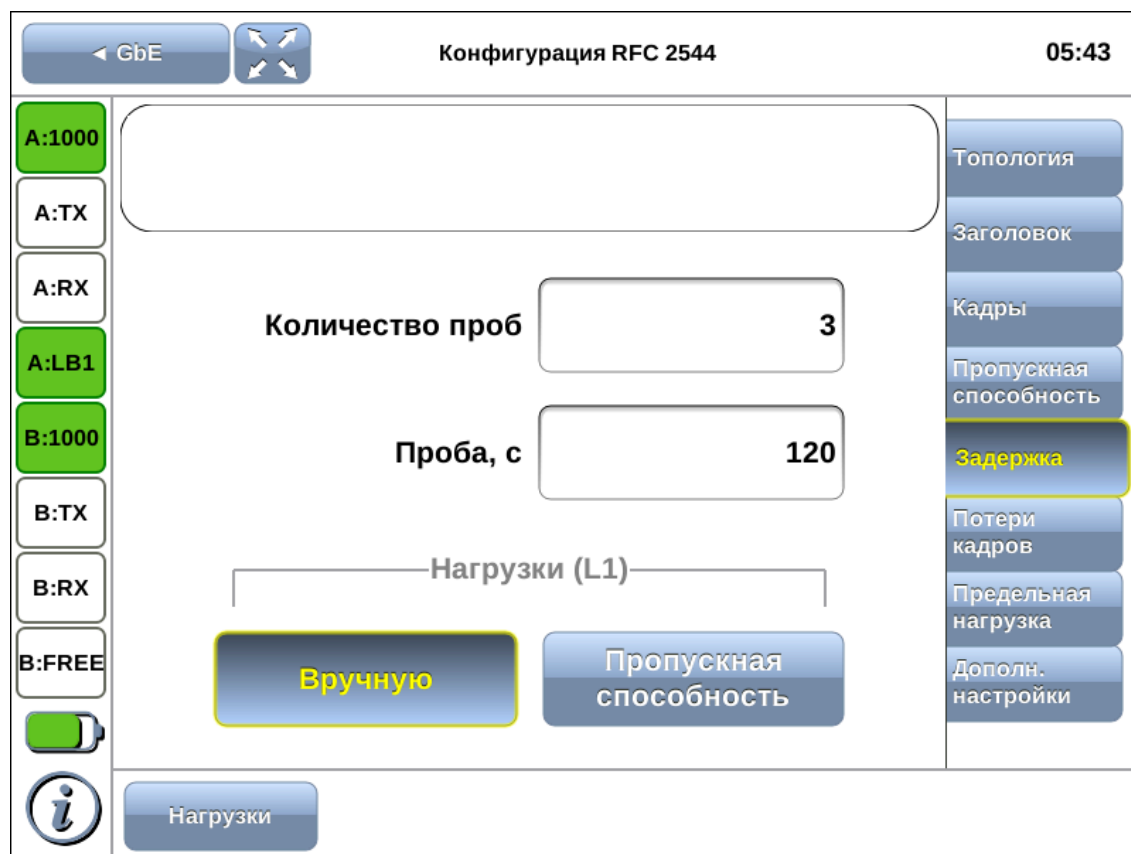 ◄ GbE
Конфигурация RFC 2544
05:43
A:1000
A:TX
A:RX
A:LB1
B:1000
B:TX
B:RX
B:FREE
i
Количество проб
3
Проба, с
120
Нагрузки (L1)
Вручную
Пропускная
способность
Топология
Заголовок
Кадры
Пропускная
способность
Задержка
Потери
кадров
Предельная
нагрузка
Дополн.
настройки
Нагрузки